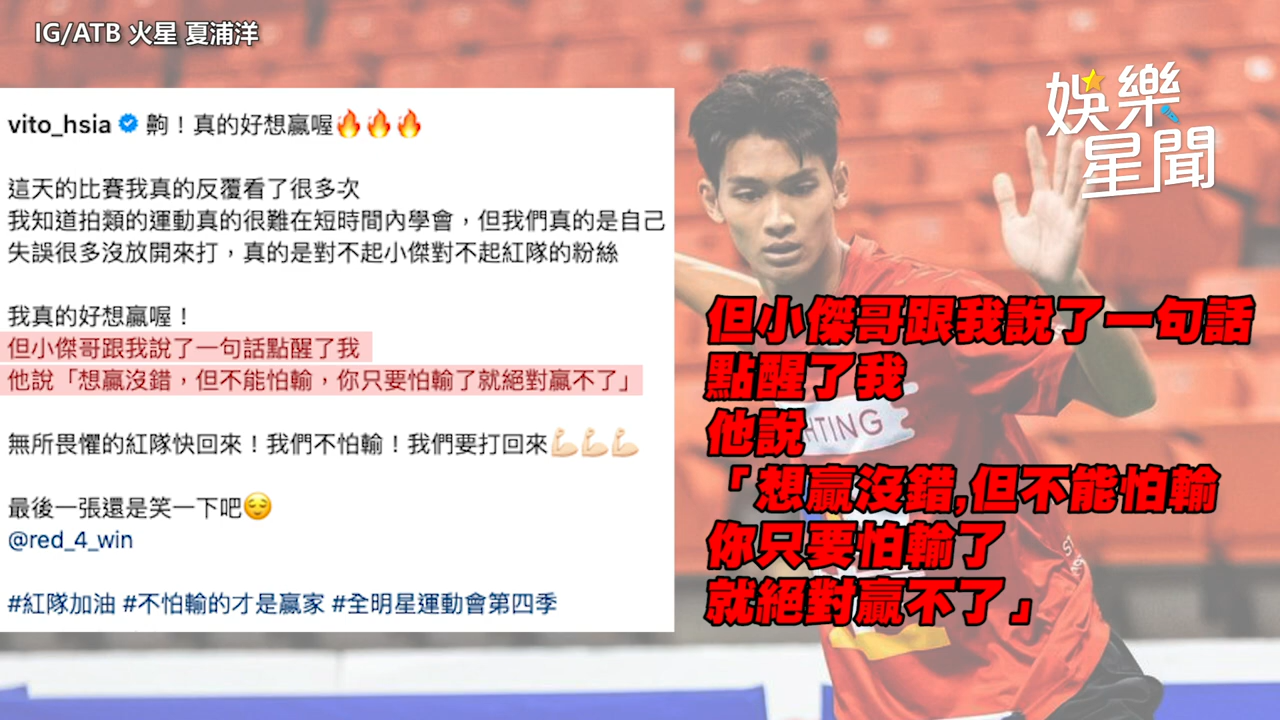 IG/ATB 火星 夏浦洋
娛樂
星聞
vito_hsia 齁！真的好想贏喔🔥🔥🔥
這天的比賽我真的反覆看了很多次
我知道拍類的運動真的很難在短時間內學會，但我們真的是自己
失誤很多沒放開來打，真的是對不起小傑對不起紅隊的粉絲
我真的好想贏喔！
但小傑哥跟我說了一句話點醒了我
他說「想贏沒錯，但不能怕輸，你只要怕輸了就絕對贏不了」
無所畏懼的紅隊快回來！我們不怕輸！我們要打回來💪🏻💪🏻💪🏻
最後一張還是笑一下吧😌
@red_4_win
#紅隊加油 #不怕輸的才是贏家 #全明星運動會第四季
但小傑哥跟我說了一句話
點醒了我
他說
「想贏沒錯,但不能怕輸
你只要怕輸了
就絕對贏不了」
HTING